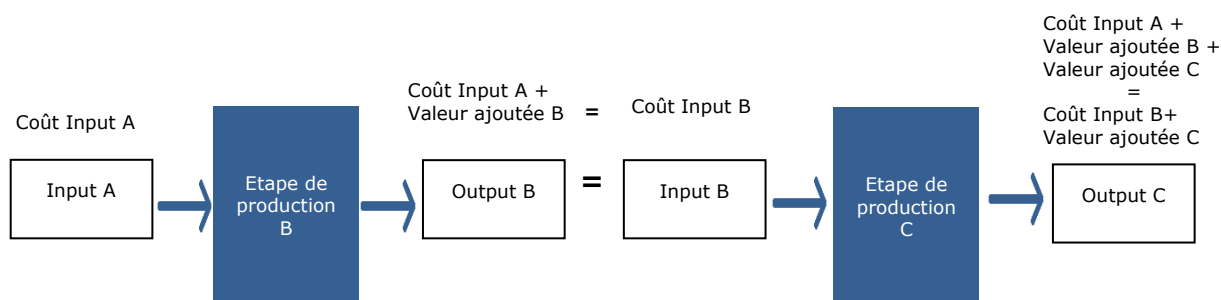 Coût Input A
Input A
Etape de
production
B
Coût Input A +
Valeur ajoutée B
=
Coût Input B
Output B
=
Input B
Etape de
production
C
Coût Input A +
Valeur ajoutée B +
Valeur ajoutée C
=
Coût Input B+
Valeur ajoutée C
Output C